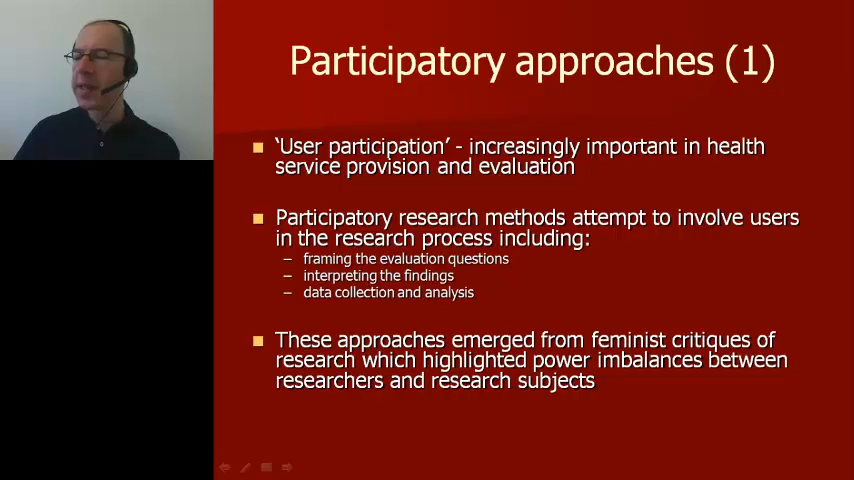 Participatory approaches (1)
‘User participation’ - increasingly important in health
service provision and evaluation
Participatory research methods attempt to involve users
in the research process including:
– framing the evaluation questions
– interpreting the findings
– data collection and analysis
These approaches emerged from feminist critiques of
research which highlighted power imbalances between
researchers and research subjects